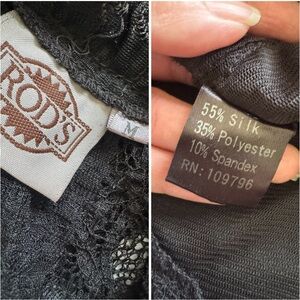 ROD'S
M
55% Silk
35% Polyester
10% Spandex
RN: 109796